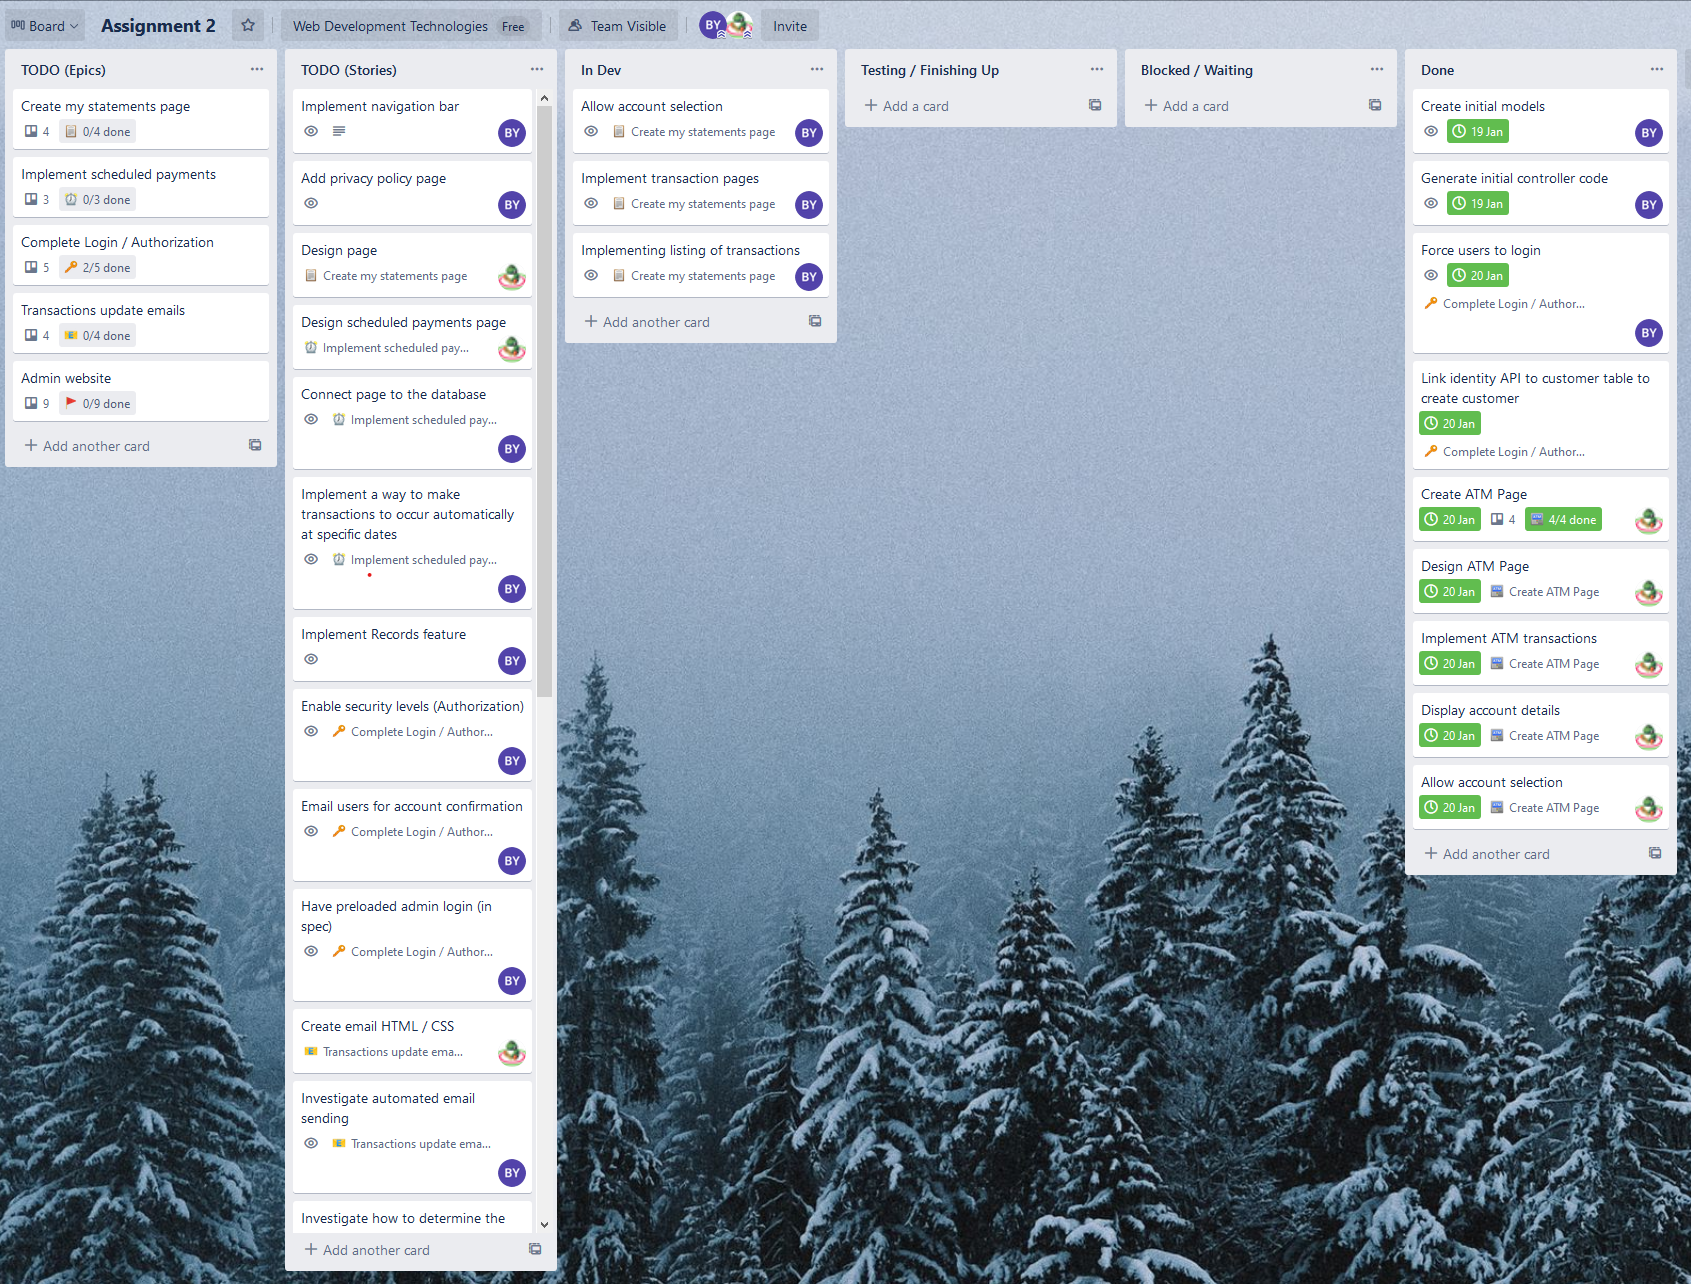 Board
Assignment 2
Web Development Technologies Free
Team Visible
BY
Invite
TODO (Epics)
Create my statements page
4 0/4 done
Implement scheduled payments
3 0/3 done
Complete Login / Authorization
5 2/5 done
Transactions update emails
4 0/4 done
Admin website
9 0/9 done
Add another card
TODO (Stories)
Implement navigation bar
BY
Add privacy policy page
BY
Design page
Create my statements page
Design scheduled payments page
Implement scheduled pay...
Connect page to the database
Implement scheduled pay...
BY
Implement a way to make
transactions to occur automatically
at specific dates
Implement scheduled pay...
BY
Implement Records feature
BY
Enable security levels (Authorization)
Complete Login / Author...
BY
Email users for account confirmation
Complete Login / Author...
BY
Have preloaded admin login (in
spec)
Complete Login / Author...
BY
Create email HTML / CSS
Transactions update ema...
Investigate automated email
sending
Transactions update ema...
BY
Investigate how to determine the
Add another card
In Dev
Allow account selection
Create my statements page BY
Implement transaction pages
Create my statements page BY
Implementing listing of transactions
Create my statements page BY
Add another card
Testing / Finishing Up
Add a card
Blocked / Waiting
Add a card
Done
Create initial models
19 Jan BY
Generate initial controller code
19 Jan BY
Force users to login
20 Jan
Complete Login / Author...
BY
Link identity API to customer table to
create customer
20 Jan
Complete Login / Author...
Create ATM Page
20 Jan 4 4/4 done
Design ATM Page
20 Jan Create ATM Page
Implement ATM transactions
20 Jan Create ATM Page
Display account details
20 Jan Create ATM Page
Allow account selection
20 Jan Create ATM Page
Add another card